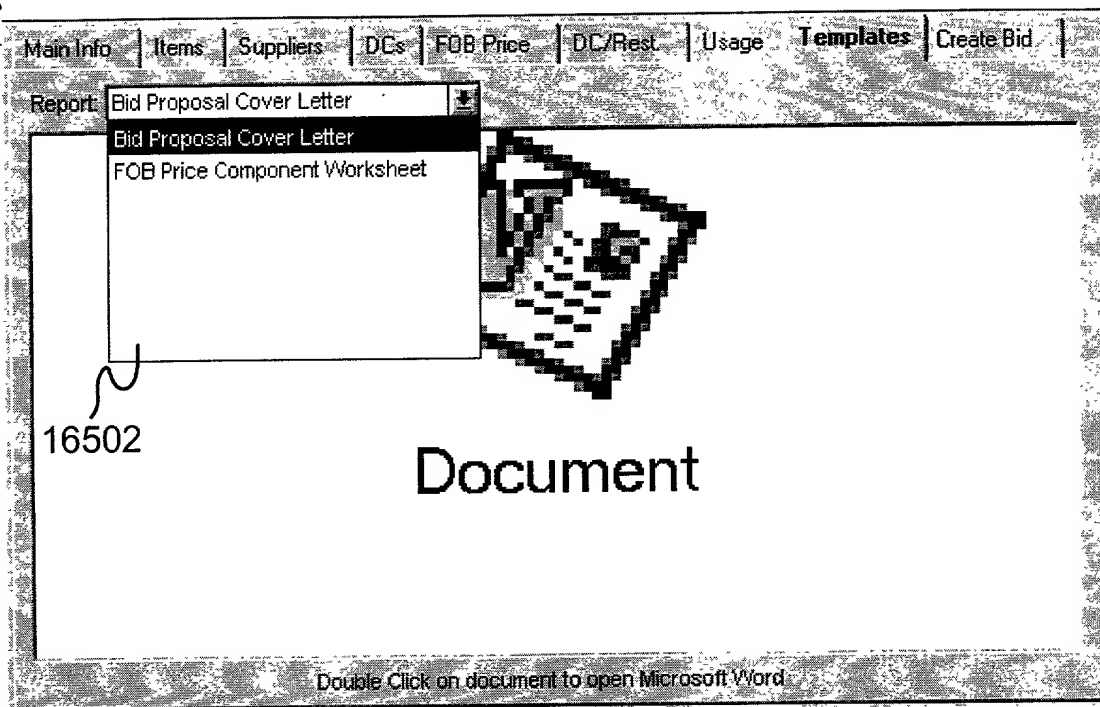 Main Info Items Suppliers DCs FOB Price DC/Rest. Usage Templates Create Bid
Report: Bid Proposal Cover Letter
Bid Proposal Cover Letter
FOB Price Component Worksheet
16502
Document
Double Click on document to open Microsoft Word